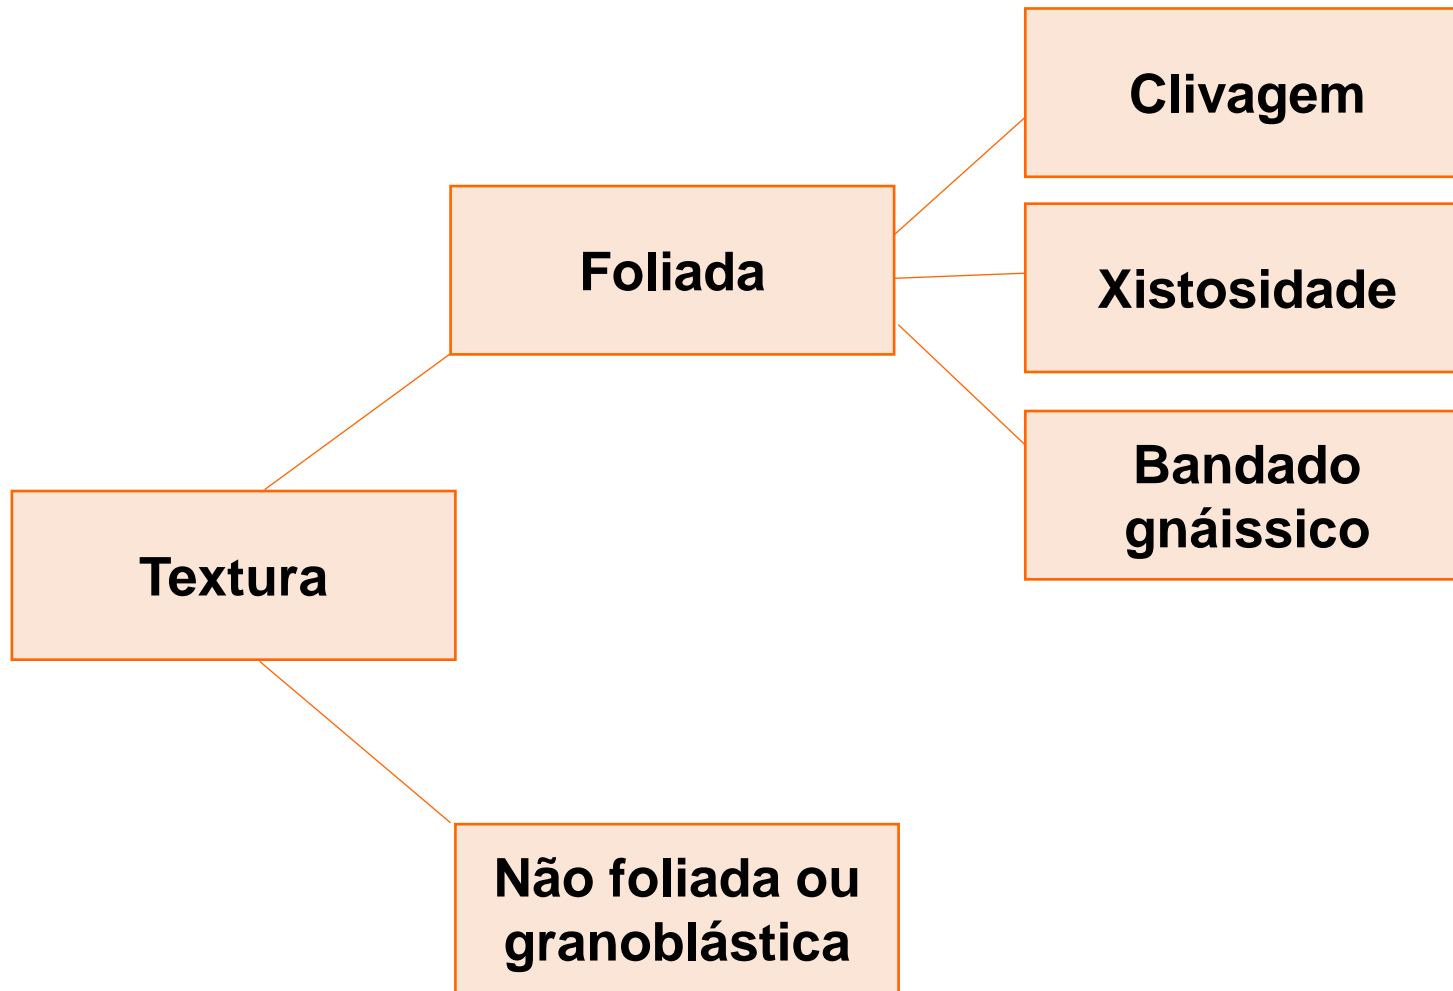 Clivagem
Foliada
Xistosidade
Bandado
gnáissico
Textura
Não foliada ou
granoblástica